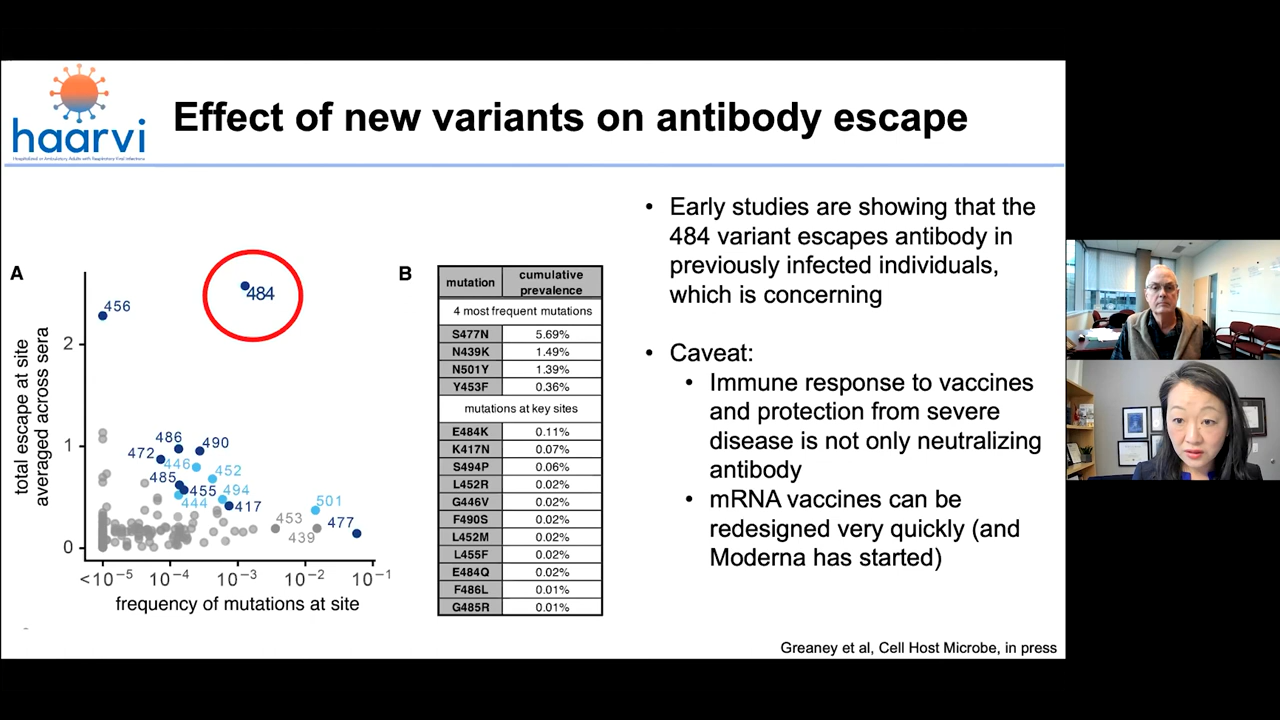 haarvi
Hospitalized or Ambulatory Adults with Respiratory Viral Infections
Effect of new variants on antibody escape
A
total escape at site
averaged across sera
2
1
0
456
484
486
490
472
446
452
485
455
494
444
417
501
453
477
439
<10⁻⁵
10⁻⁴
10⁻³
10⁻²
10⁻¹
frequency of mutations at site
B
mutation cumulative prevalence
4 most frequent mutations
S477N 5.69%
N439K 1.49%
N501Y 1.39%
Y453F 0.36%
mutations at key sites
E484K 0.11%
K417N 0.07%
S494P 0.06%
L452R 0.02%
G446V 0.02%
F490S 0.02%
L452M 0.02%
L455F 0.02%
E484Q 0.02%
F486L 0.01%
G485R 0.01%
• Early studies are showing that the
484 variant escapes antibody in
previously infected individuals,
which is concerning
• Caveat:
• Immune response to vaccines
and protection from severe
disease is not only neutralizing
antibody
• mRNA vaccines can be
redesigned very quickly (and
Moderna has started)
Greaney et al, Cell Host Microbe, in press